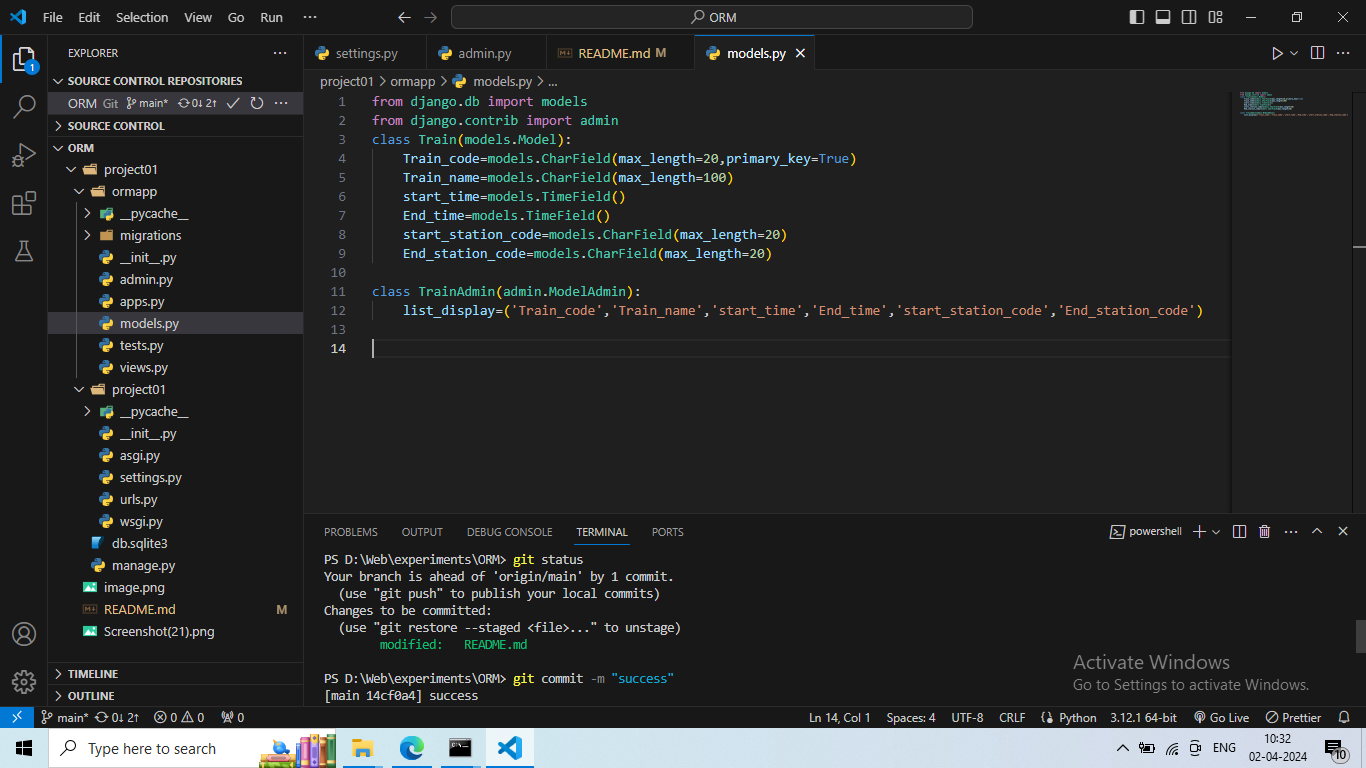 File Edit Selection View Go Run ··· ORM
EXPLORER ···
SOURCE CONTROL REPOSITORIES
ORM Git main* 0↓ 2↑ ···
SOURCE CONTROL
ORM
project01
ormapp
__pycache__
migrations
__init__.py
admin.py
apps.py
models.py
tests.py
views.py
project01
__pycache__
__init__.py
asgi.py
settings.py
urls.py
wsgi.py
db.sqlite3
manage.py
image.png
README.md M
Screenshot(21).png
TIMELINE
OUTLINE
1
settings.py admin.py README.md M models.py
project01 > ormapp > models.py > ...
1 from django.db import models
2 from django.contrib import admin
3 class Train(models.Model):
4 Train_code=models.CharField(max_length=20,primary_key=True)
5 Train_name=models.CharField(max_length=100)
6 start_time=models.TimeField()
7 End_time=models.TimeField()
8 start_station_code=models.CharField(max_length=20)
9 End_station_code=models.CharField(max_length=20)
10
11 class TrainAdmin(admin.ModelAdmin):
12 list_display=('Train_code','Train_name','start_time','End_time','start_station_code','End_station_code')
13
14
PROBLEMS OUTPUT DEBUG CONSOLE TERMINAL PORTS powershell
PS D:\Web\experiments\ORM> git status
Your branch is ahead of 'origin/main' by 1 commit.
(use "git push" to publish your local commits)
Changes to be committed:
(use "git restore --staged <file>..." to unstage)
modified: README.md
PS D:\Web\experiments\ORM> git commit -m "success"
[main 14cf0a4] success
Activate Windows
Go to Settings to activate Windows.
main* 0↓ 2↑ 0 0 0 Ln 14, Col 1 Spaces: 4 UTF-8 CRLF Python 3.12.1 64-bit Go Live Prettier
Type here to search ENG 10:32
02-04-2024 10